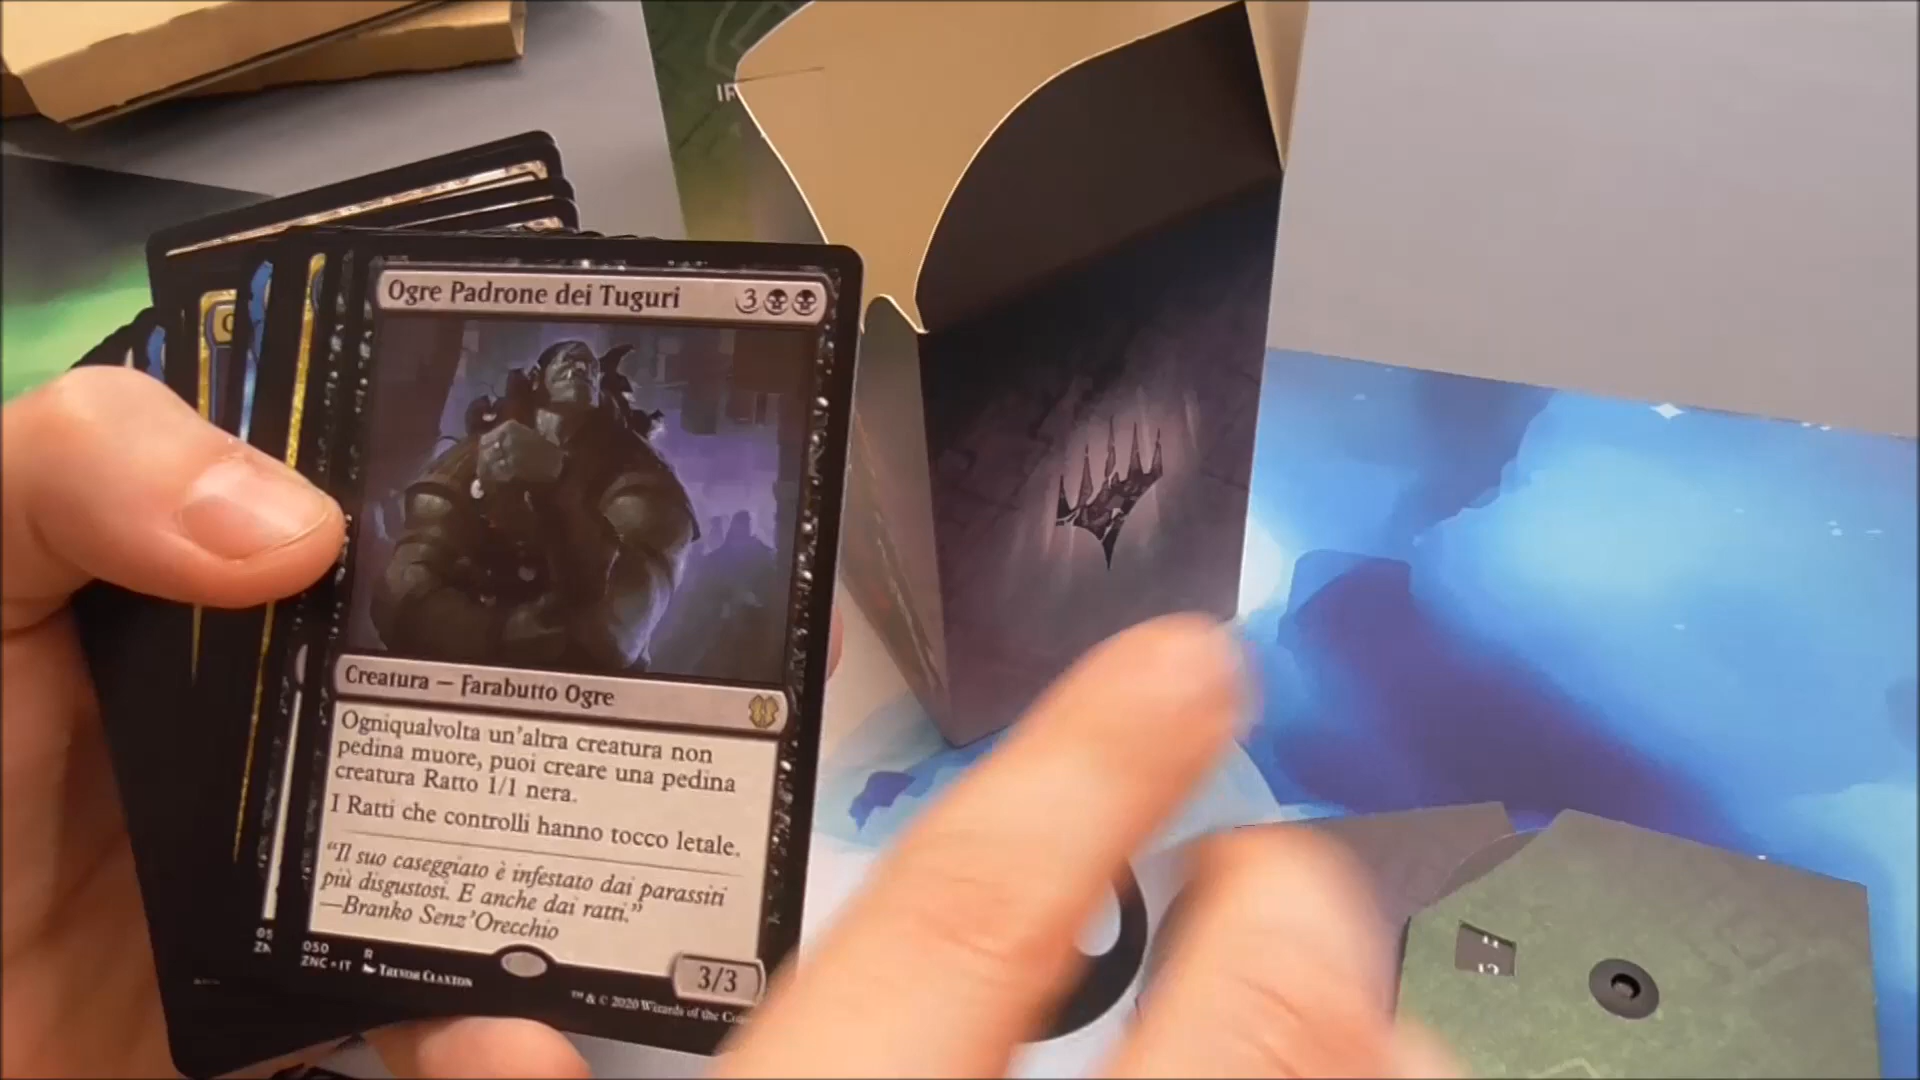 Ogre Padrone dei Tuguri 3
Creatura — Farabutto Ogre
Ogniqualvolta un'altra creatura non
pedina muore, puoi creare una pedina
creatura Ratto 1/1 nera.
I Ratti che controlli hanno tocco letale.
“Il suo caseggiato è infestato dai parassiti
più disgustosi. E anche dai ratti.”
—Branko Senz'Orecchio
3/3
050 R
ZNC • IT Trevor Claxton
™ & © 2020 Wizards of the